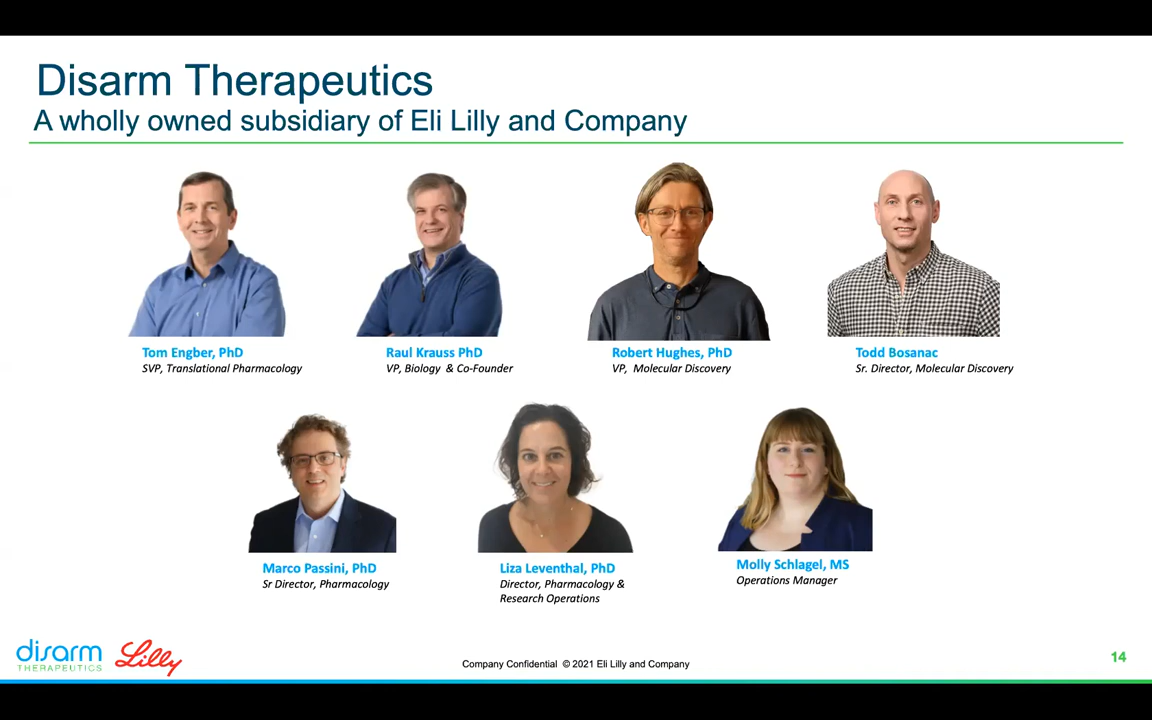 Disarm Therapeutics
A wholly owned subsidiary of Eli Lilly and Company
Tom Engber, PhD
SVP, Translational Pharmacology
Raul Krauss PhD
VP, Biology & Co-Founder
Robert Hughes, PhD
VP, Molecular Discovery
Todd Bosanac
Sr. Director, Molecular Discovery
Marco Passini, PhD
Sr Director, Pharmacology
Liza Leventhal, PhD
Director, Pharmacology &
Research Operations
Molly Schlagel, MS
Operations Manager
disarm
THERAPEUTICS
Lilly
Company Confidential © 2021 Eli Lilly and Company
14